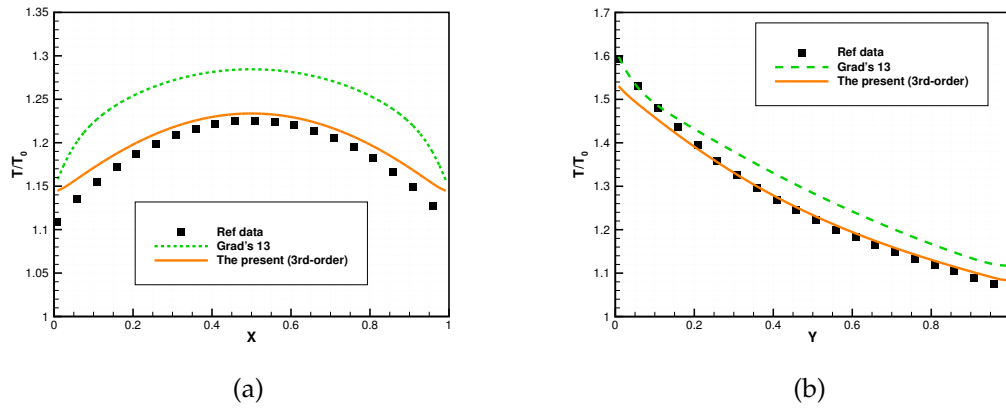 1.35
1.3
1.25
1.2
1.15
1.1
1.05
1
T/T0
0 0.2 0.4 0.6 0.8 1
X
Ref data
Grad's 13
The present (3rd-order)
(a)
1.7
1.6
1.5
1.4
1.3
1.2
1.1
1
T/T0
0 0.2 0.4 0.6 0.8
Y
Ref data
Grad's 13
The present (3rd-order)
(b)